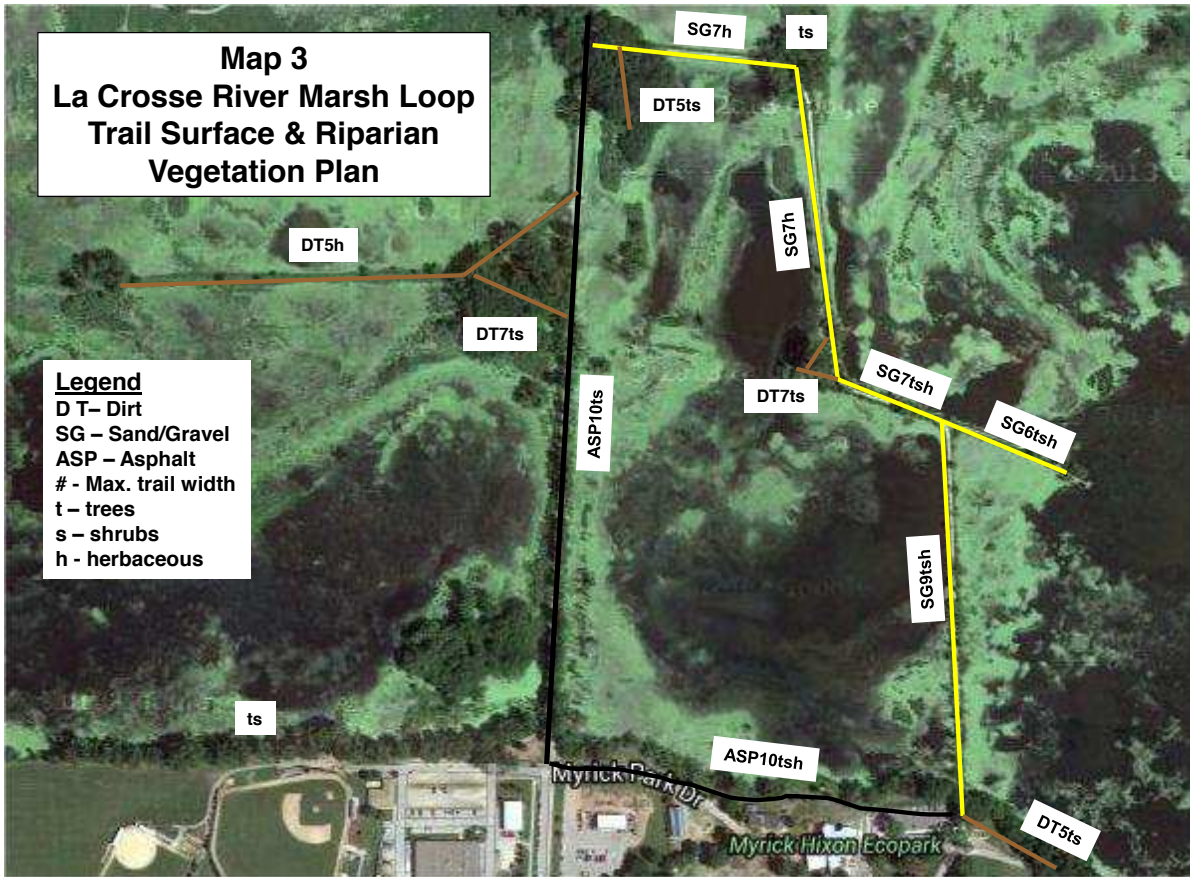 Map 3
La Crosse River Marsh Loop
Trail Surface & Riparian
Vegetation Plan
SG7h
ts
DT5ts
SG7h
DT5h
DT7ts
DT7ts
SG7tsh
SG6tsh
ASP10ts
Legend
D T– Dirt
SG – Sand/Gravel
ASP – Asphalt
# - Max. trail width
t – trees
s – shrubs
h - herbaceous
SG9tsh
ts
ASP10tsh
Myrick Park Dr
DT5ts
Myrick Hixon Ecopark